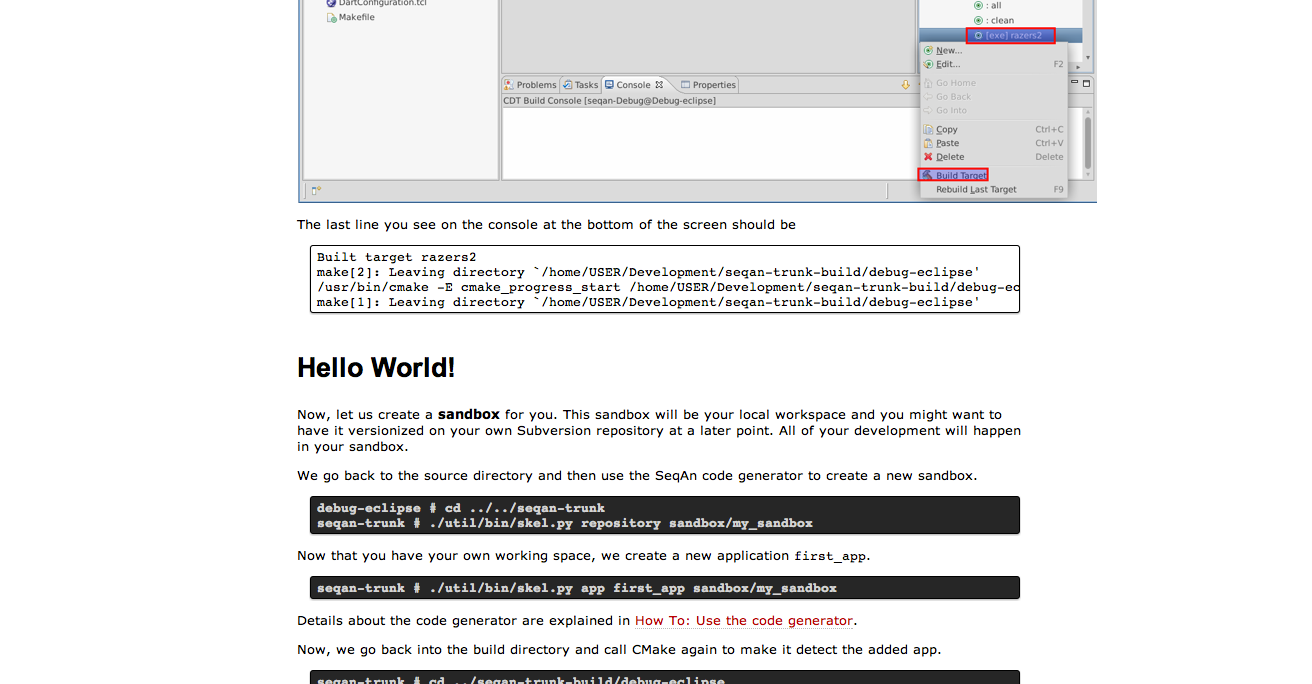 DartConfiguration.tcl
Makefile
: all
: clean
[exe] razers2
New...
Edit... F2
Go Home
Go Back
Go Into
Copy Ctrl+C
Paste Ctrl+V
Delete Delete
Build Target
Rebuild Last Target F9
Problems Tasks Console Properties
CDT Build Console [seqan-Debug@Debug-eclipse]
The last line you see on the console at the bottom of the screen should be
Built target razers2
make[2]: Leaving directory `/home/USER/Development/seqan-trunk-build/debug-eclipse'
/usr/bin/cmake -E cmake_progress_start /home/USER/Development/seqan-trunk-build/debug-ec
make[1]: Leaving directory `/home/USER/Development/seqan-trunk-build/debug-eclipse'
Hello World!
Now, let us create a sandbox for you. This sandbox will be your local workspace and you might want to
have it versionized on your own Subversion repository at a later point. All of your development will happen
in your sandbox.
We go back to the source directory and then use the SeqAn code generator to create a new sandbox.
debug-eclipse # cd ../../seqan-trunk
seqan-trunk # ./util/bin/skel.py repository sandbox/my_sandbox
Now that you have your own working space, we create a new application first_app.
seqan-trunk # ./util/bin/skel.py app first_app sandbox/my_sandbox
Details about the code generator are explained in How To: Use the code generator.
Now, we go back into the build directory and call CMake again to make it detect the added app.
seqan-trunk # cd ../seqan-trunk-build/debug-eclipse